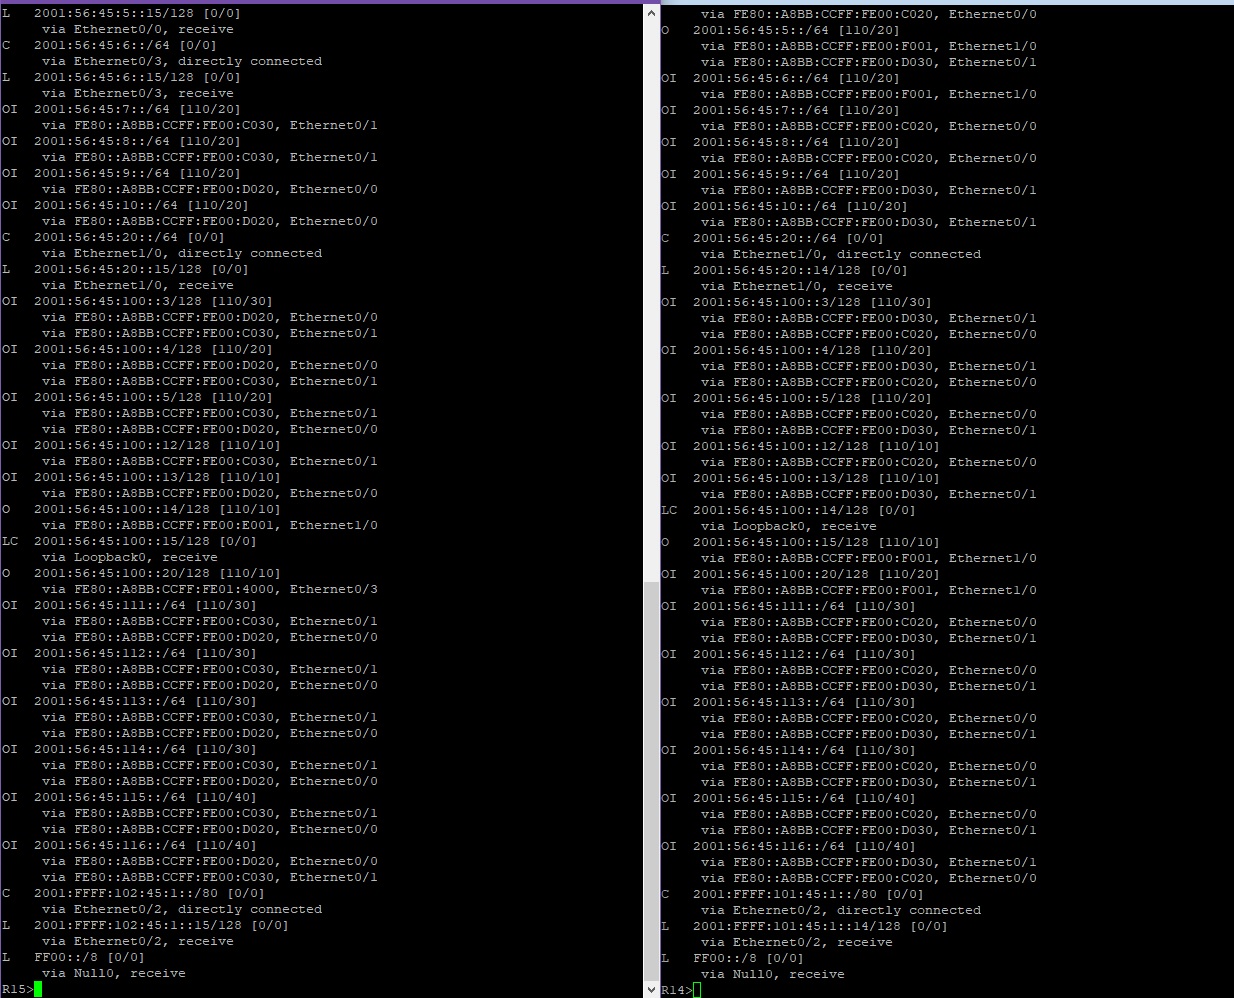 L   2001:56:45:5::15/128 [0/0]
     via Ethernet0/0, receive
C   2001:56:45:6::/64 [0/0]
     via Ethernet0/3, directly connected
L   2001:56:45:6::15/128 [0/0]
     via Ethernet0/3, receive
OI  2001:56:45:7::/64 [110/20]
     via FE80::A8BB:CCFF:FE00:C030, Ethernet0/1
OI  2001:56:45:8::/64 [110/20]
     via FE80::A8BB:CCFF:FE00:C030, Ethernet0/1
OI  2001:56:45:9::/64 [110/20]
     via FE80::A8BB:CCFF:FE00:D020, Ethernet0/0
OI  2001:56:45:10::/64 [110/20]
     via FE80::A8BB:CCFF:FE00:D020, Ethernet0/0
C   2001:56:45:20::/64 [0/0]
     via Ethernet1/0, directly connected
L   2001:56:45:20::15/128 [0/0]
     via Ethernet1/0, receive
OI  2001:56:45:100::3/128 [110/30]
     via FE80::A8BB:CCFF:FE00:D020, Ethernet0/0
     via FE80::A8BB:CCFF:FE00:C030, Ethernet0/1
OI  2001:56:45:100::4/128 [110/20]
     via FE80::A8BB:CCFF:FE00:D020, Ethernet0/0
     via FE80::A8BB:CCFF:FE00:C030, Ethernet0/1
OI  2001:56:45:100::5/128 [110/20]
     via FE80::A8BB:CCFF:FE00:C030, Ethernet0/1
     via FE80::A8BB:CCFF:FE00:D020, Ethernet0/0
OI  2001:56:45:100::12/128 [110/10]
     via FE80::A8BB:CCFF:FE00:C030, Ethernet0/1
OI  2001:56:45:100::13/128 [110/10]
     via FE80::A8BB:CCFF:FE00:D020, Ethernet0/0
O   2001:56:45:100::14/128 [110/10]
     via FE80::A8BB:CCFF:FE00:E001, Ethernet1/0
LC  2001:56:45:100::15/128 [0/0]
     via Loopback0, receive
O   2001:56:45:100::20/128 [110/10]
     via FE80::A8BB:CCFF:FE01:4000, Ethernet0/3
OI  2001:56:45:111::/64 [110/30]
     via FE80::A8BB:CCFF:FE00:C030, Ethernet0/1
     via FE80::A8BB:CCFF:FE00:D020, Ethernet0/0
OI  2001:56:45:112::/64 [110/30]
     via FE80::A8BB:CCFF:FE00:C030, Ethernet0/1
     via FE80::A8BB:CCFF:FE00:D020, Ethernet0/0
OI  2001:56:45:113::/64 [110/30]
     via FE80::A8BB:CCFF:FE00:C030, Ethernet0/1
     via FE80::A8BB:CCFF:FE00:D020, Ethernet0/0
OI  2001:56:45:114::/64 [110/30]
     via FE80::A8BB:CCFF:FE00:C030, Ethernet0/1
     via FE80::A8BB:CCFF:FE00:D020, Ethernet0/0
OI  2001:56:45:115::/64 [110/40]
     via FE80::A8BB:CCFF:FE00:C030, Ethernet0/1
     via FE80::A8BB:CCFF:FE00:D020, Ethernet0/0
OI  2001:56:45:116::/64 [110/40]
     via FE80::A8BB:CCFF:FE00:D020, Ethernet0/0
     via FE80::A8BB:CCFF:FE00:C030, Ethernet0/1
C   2001:FFFF:102:45:1::/80 [0/0]
     via Ethernet0/2, directly connected
L   2001:FFFF:102:45:1::15/128 [0/0]
     via Ethernet0/2, receive
L   FF00::/8 [0/0]
     via Null0, receive
R15>
     via FE80::A8BB:CCFF:FE00:C020, Ethernet0/0
O   2001:56:45:5::/64 [110/20]
     via FE80::A8BB:CCFF:FE00:F001, Ethernet1/0
     via FE80::A8BB:CCFF:FE00:D030, Ethernet0/1
OI  2001:56:45:6::/64 [110/20]
     via FE80::A8BB:CCFF:FE00:F001, Ethernet1/0
OI  2001:56:45:7::/64 [110/20]
     via FE80::A8BB:CCFF:FE00:C020, Ethernet0/0
OI  2001:56:45:8::/64 [110/20]
     via FE80::A8BB:CCFF:FE00:C020, Ethernet0/0
OI  2001:56:45:9::/64 [110/20]
     via FE80::A8BB:CCFF:FE00:D030, Ethernet0/1
OI  2001:56:45:10::/64 [110/20]
     via FE80::A8BB:CCFF:FE00:D030, Ethernet0/1
C   2001:56:45:20::/64 [0/0]
     via Ethernet1/0, directly connected
L   2001:56:45:20::14/128 [0/0]
     via Ethernet1/0, receive
OI  2001:56:45:100::3/128 [110/30]
     via FE80::A8BB:CCFF:FE00:D030, Ethernet0/1
     via FE80::A8BB:CCFF:FE00:C020, Ethernet0/0
OI  2001:56:45:100::4/128 [110/20]
     via FE80::A8BB:CCFF:FE00:D030, Ethernet0/1
     via FE80::A8BB:CCFF:FE00:C020, Ethernet0/0
OI  2001:56:45:100::5/128 [110/20]
     via FE80::A8BB:CCFF:FE00:C020, Ethernet0/0
     via FE80::A8BB:CCFF:FE00:D030, Ethernet0/1
OI  2001:56:45:100::12/128 [110/10]
     via FE80::A8BB:CCFF:FE00:C020, Ethernet0/0
OI  2001:56:45:100::13/128 [110/10]
     via FE80::A8BB:CCFF:FE00:D030, Ethernet0/1
LC  2001:56:45:100::14/128 [0/0]
     via Loopback0, receive
O   2001:56:45:100::15/128 [110/10]
     via FE80::A8BB:CCFF:FE00:F001, Ethernet1/0
OI  2001:56:45:100::20/128 [110/20]
     via FE80::A8BB:CCFF:FE00:F001, Ethernet1/0
OI  2001:56:45:111::/64 [110/30]
     via FE80::A8BB:CCFF:FE00:C020, Ethernet0/0
     via FE80::A8BB:CCFF:FE00:D030, Ethernet0/1
OI  2001:56:45:112::/64 [110/30]
     via FE80::A8BB:CCFF:FE00:C020, Ethernet0/0
     via FE80::A8BB:CCFF:FE00:D030, Ethernet0/1
OI  2001:56:45:113::/64 [110/30]
     via FE80::A8BB:CCFF:FE00:C020, Ethernet0/0
     via FE80::A8BB:CCFF:FE00:D030, Ethernet0/1
OI  2001:56:45:114::/64 [110/30]
     via FE80::A8BB:CCFF:FE00:C020, Ethernet0/0
     via FE80::A8BB:CCFF:FE00:D030, Ethernet0/1
OI  2001:56:45:115::/64 [110/40]
     via FE80::A8BB:CCFF:FE00:C020, Ethernet0/0
     via FE80::A8BB:CCFF:FE00:D030, Ethernet0/1
OI  2001:56:45:116::/64 [110/40]
     via FE80::A8BB:CCFF:FE00:D030, Ethernet0/1
     via FE80::A8BB:CCFF:FE00:C020, Ethernet0/0
C   2001:FFFF:101:45:1::/80 [0/0]
     via Ethernet0/2, directly connected
L   2001:FFFF:101:45:1::14/128 [0/0]
     via Ethernet0/2, receive
L   FF00::/8 [0/0]
     via Null0, receive
R14>